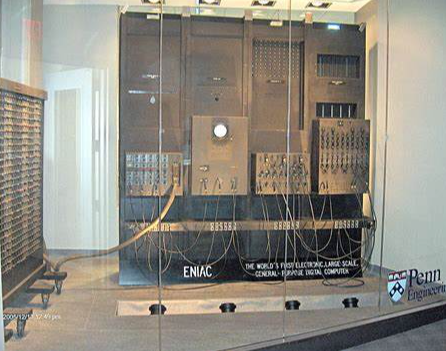 ENIAC
THE WORLD'S FIRST ELECTRONIC, LARGE SCALE,
GENERAL-PURPOSE DIGITAL COMPUTER
Penn
Engineering